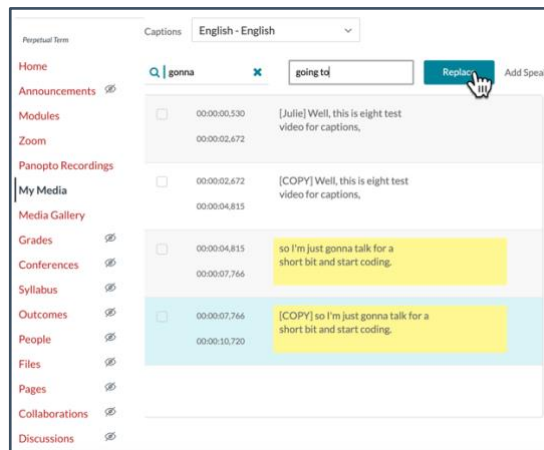 Perpetual Term
Home
Announcements
Modules
Zoom
Panopto Recordings
My Media
Media Gallery
Grades
Conferences
Syllabus
Outcomes
People
Files
Pages
Collaborations
Discussions
Captions English - English
gonna going to Replace Add Spea
00:00:00,530 [Julie] Well, this is eight test
00:00:02,672 video for captions,
00:00:02,672 [COPY] Well, this is eight test
00:00:04,815 video for captions,
00:00:04,815 so I'm just gonna talk for a
00:00:07,766 short bit and start coding.
00:00:07,766 [COPY] so I'm just gonna talk for a
00:00:10,720 short bit and start coding.